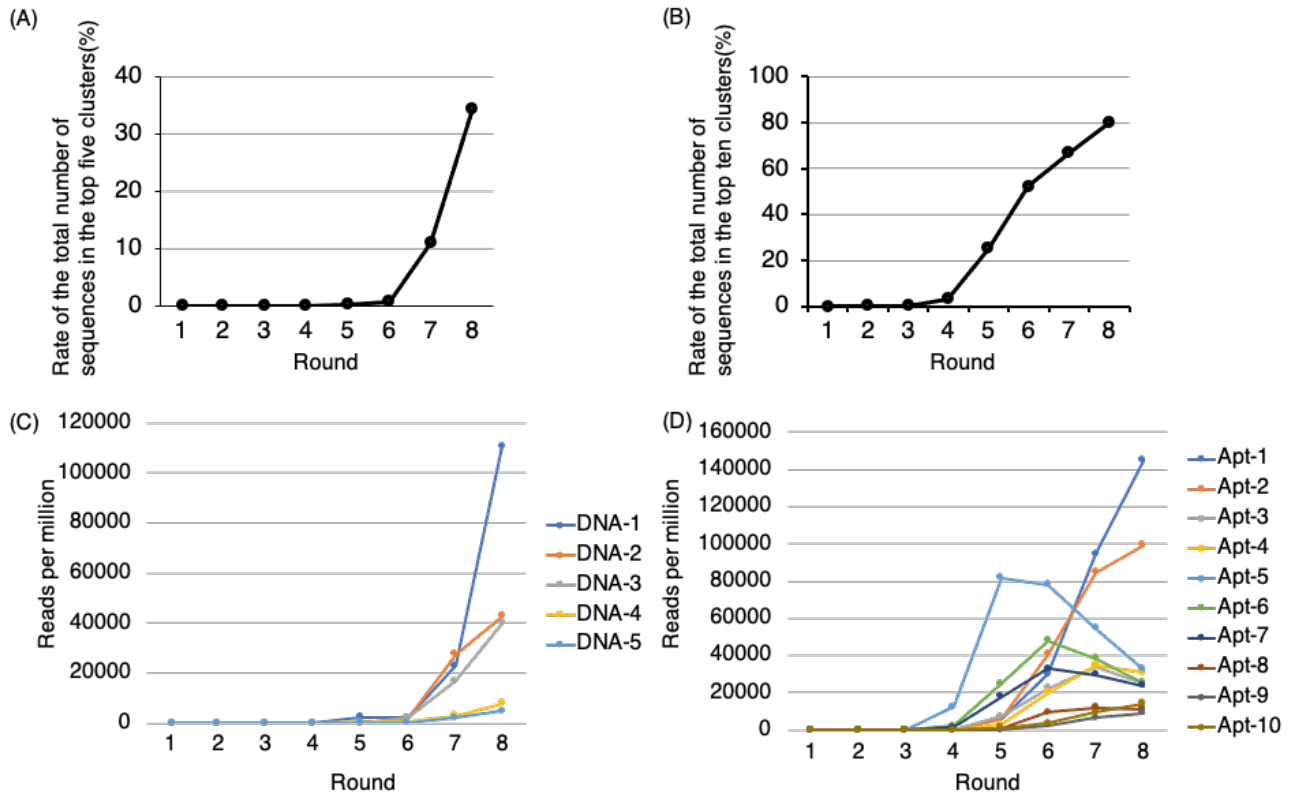 (A)
Rate of the total number of
sequences in the top five clusters(%)
40
30
20
10
0
1 2 3 4 5 6 7 8
Round
(B)
Rate of the total number of
sequences in the top ten clusters(%)
100
80
60
40
20
0
1 2 3 4 5 6 7 8
Round
(C)
Reads per million
120000
100000
80000
60000
40000
20000
0
1 2 3 4 5 6 7 8
Round
DNA-1
DNA-2
DNA-3
DNA-4
DNA-5
(D)
Reads per million
160000
140000
120000
100000
80000
60000
40000
20000
0
1 2 3 4 5 6 7 8
Round
Apt-1
Apt-2
Apt-3
Apt-4
Apt-5
Apt-6
Apt-7
Apt-8
Apt-9
Apt-10